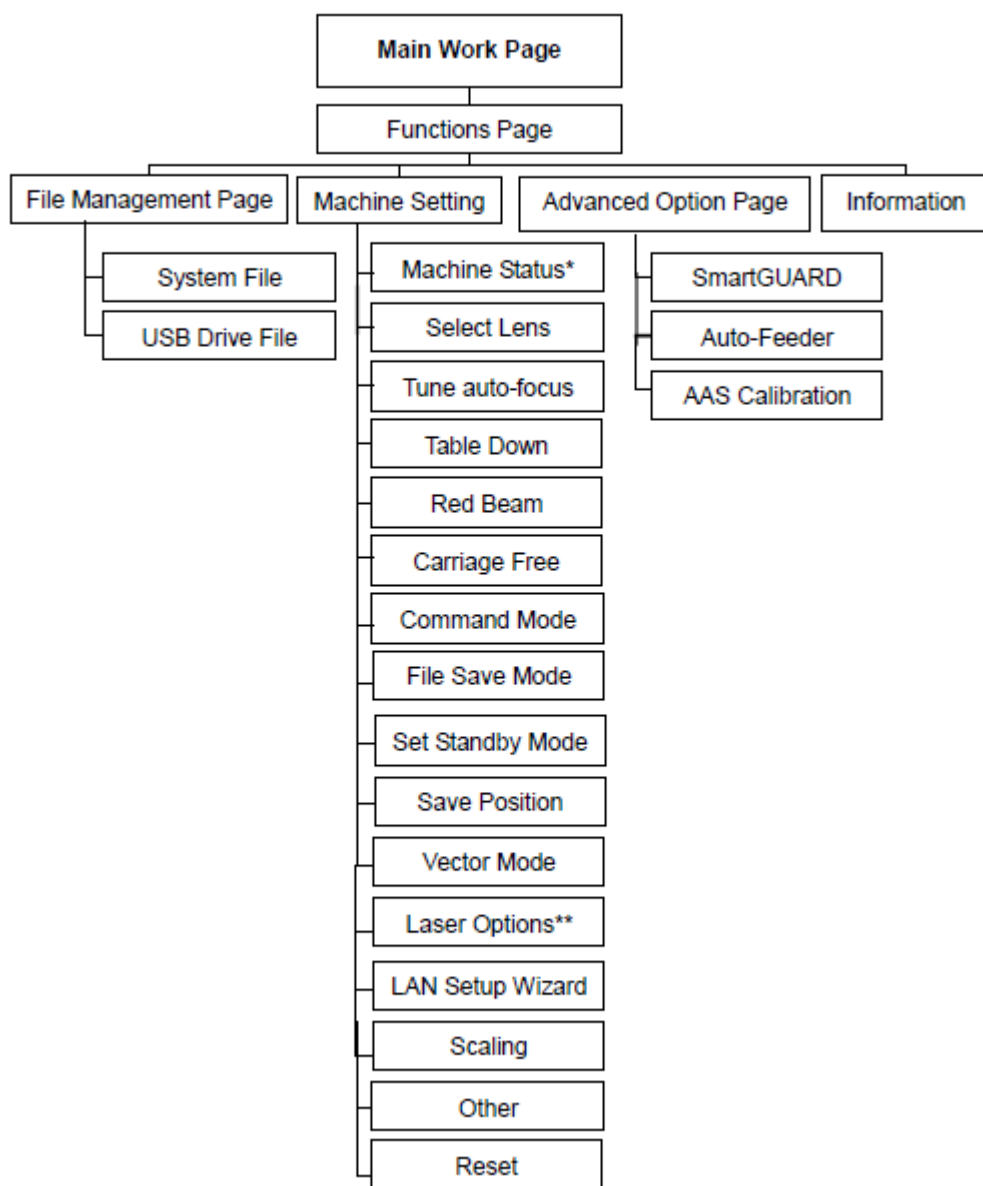 Main Work Page
Functions Page
File Management Page
Machine Setting
Advanced Option Page
Information
System File
USB Drive File
Machine Status*
Select Lens
Tune auto-focus
Table Down
Red Beam
Carriage Free
Command Mode
File Save Mode
Set Standby Mode
Save Position
Vector Mode
Laser Options**
LAN Setup Wizard
Scaling
Other
Reset
SmartGUARD
Auto-Feeder
AAS Calibration